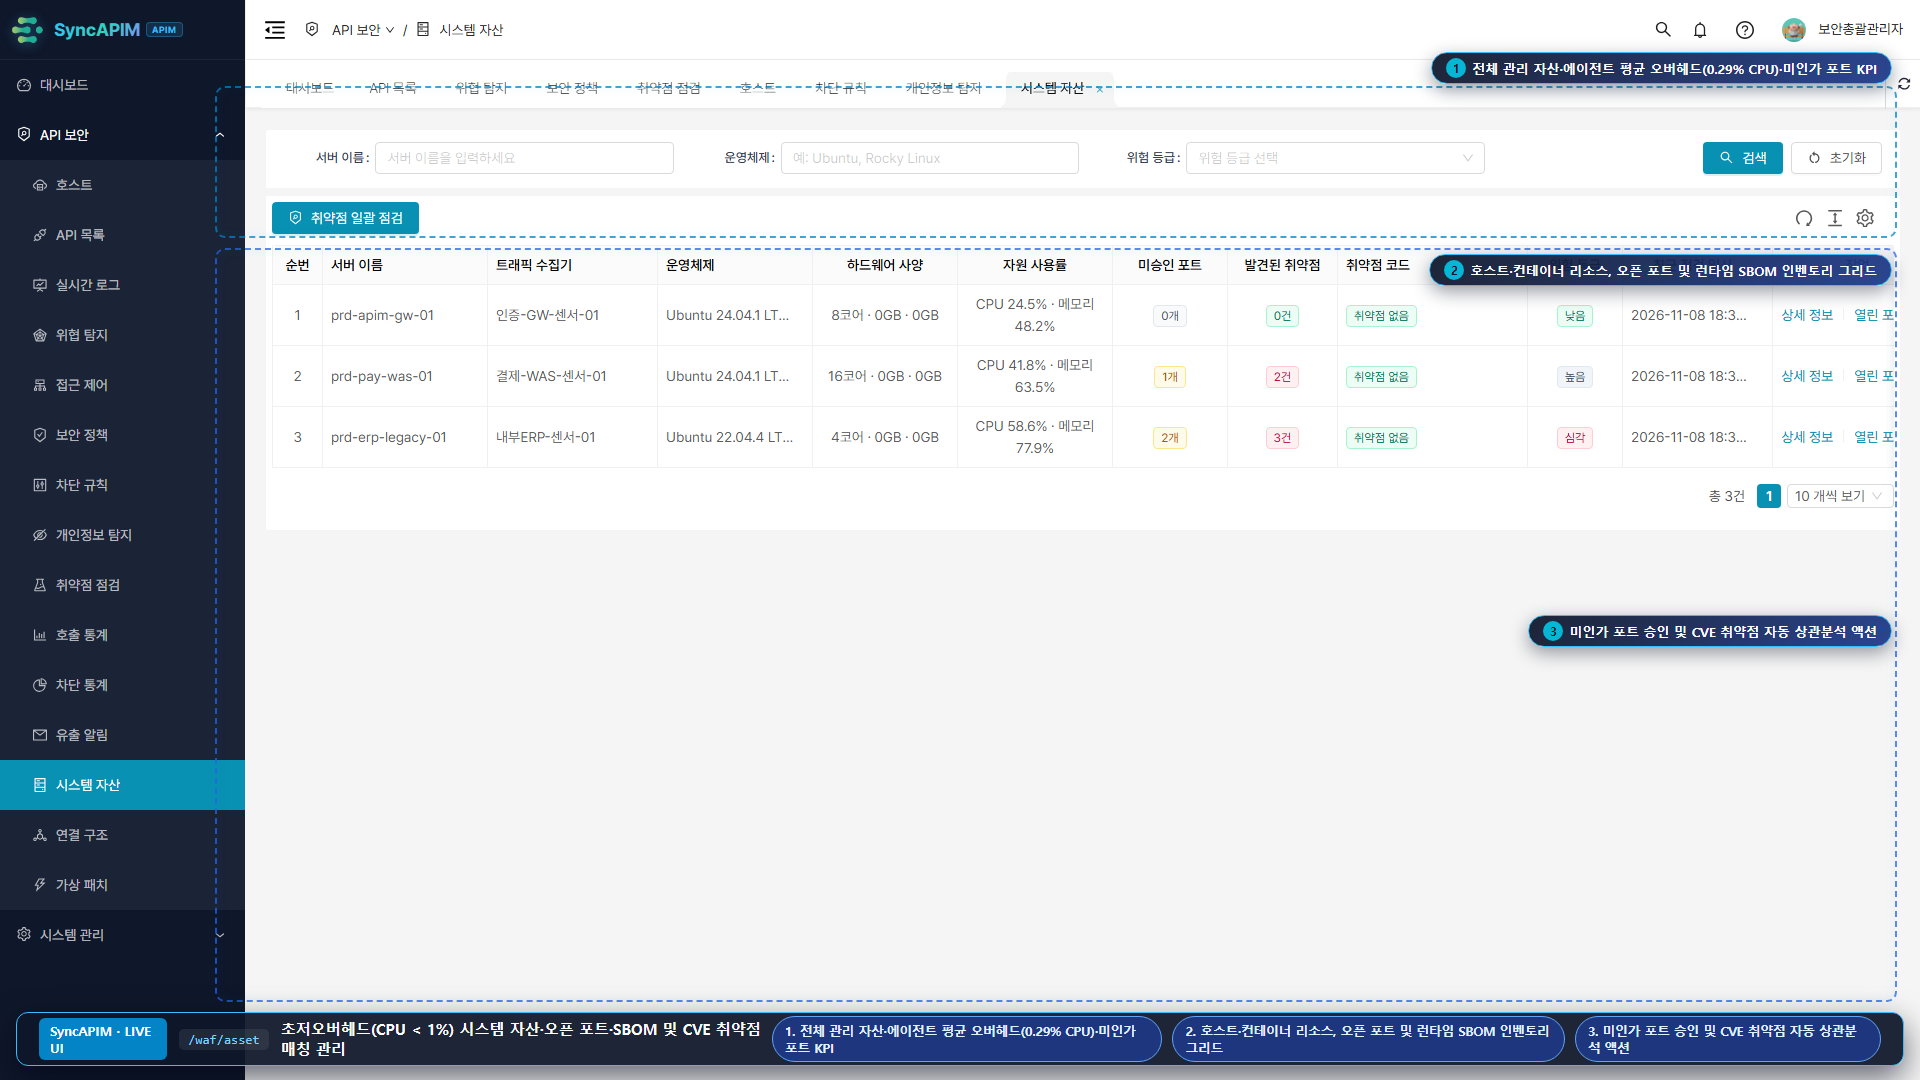 SyncAPIM APIM
API 보안 / 시스템 자산
보안총괄관리자
1 전체 관리 자산·에이전트 평균 오버헤드(0.29% CPU)·미인가 포트 KPI
대시보드 API 목록 위협 탐지 보안 정책 취약점 점검 호스트 차단 규칙 개인정보 탐지 시스템 자산 ×
대시보드
API 보안
호스트
API 목록
실시간 로그
위협 탐지
접근 제어
보안 정책
차단 규칙
개인정보 탐지
취약점 점검
호출 통계
차단 통계
유출 알림
시스템 자산
연결 구조
가상 패치
시스템 관리
서버 이름 : 서버 이름을 입력하세요 운영체제 : 예: Ubuntu, Rocky Linux 위험 등급 : 위험 등급 선택 검색 초기화
취약점 일괄 점검
순번 서버 이름 트래픽 수집기 운영체제 하드웨어 사양 자원 사용률 미승인 포트 발견된 취약점 취약점 코드
2 호스트·컨테이너 리소스, 오픈 포트 및 런타임 SBOM 인벤토리 그리드
1 prd-apim-gw-01 인증-GW-센서-01 Ubuntu 24.04.1 LT... 8코어 · 0GB · 0GB CPU 24.5% · 메모리 48.2% 0개 0건 취약점 없음 낮음 2026-11-08 18:3... 상세 정보 열린 포
2 prd-pay-was-01 결제-WAS-센서-01 Ubuntu 24.04.1 LT... 16코어 · 0GB · 0GB CPU 41.8% · 메모리 63.5% 1개 2건 취약점 없음 높음 2026-11-08 18:3... 상세 정보 열린 포
3 prd-erp-legacy-01 내부ERP-센서-01 Ubuntu 22.04.4 LT... 4코어 · 0GB · 0GB CPU 58.6% · 메모리 77.9% 2개 3건 취약점 없음 심각 2026-11-08 18:3... 상세 정보 열린 포
총 3건 1 10 개씩 보기
3 미인가 포트 승인 및 CVE 취약점 자동 상관분석 액션
SyncAPIM · LIVE UI
/waf/asset
초저오버헤드(CPU < 1%) 시스템 자산·오픈 포트·SBOM 및 CVE 취약점
매칭 관리
1. 전체 관리 자산·에이전트 평균 오버헤드(0.29% CPU)·미인가
포트 KPI
2. 호스트·컨테이너 리소스, 오픈 포트 및 런타임 SBOM 인벤토리
그리드
3. 미인가 포트 승인 및 CVE 취약점 자동 상관분
석 액션